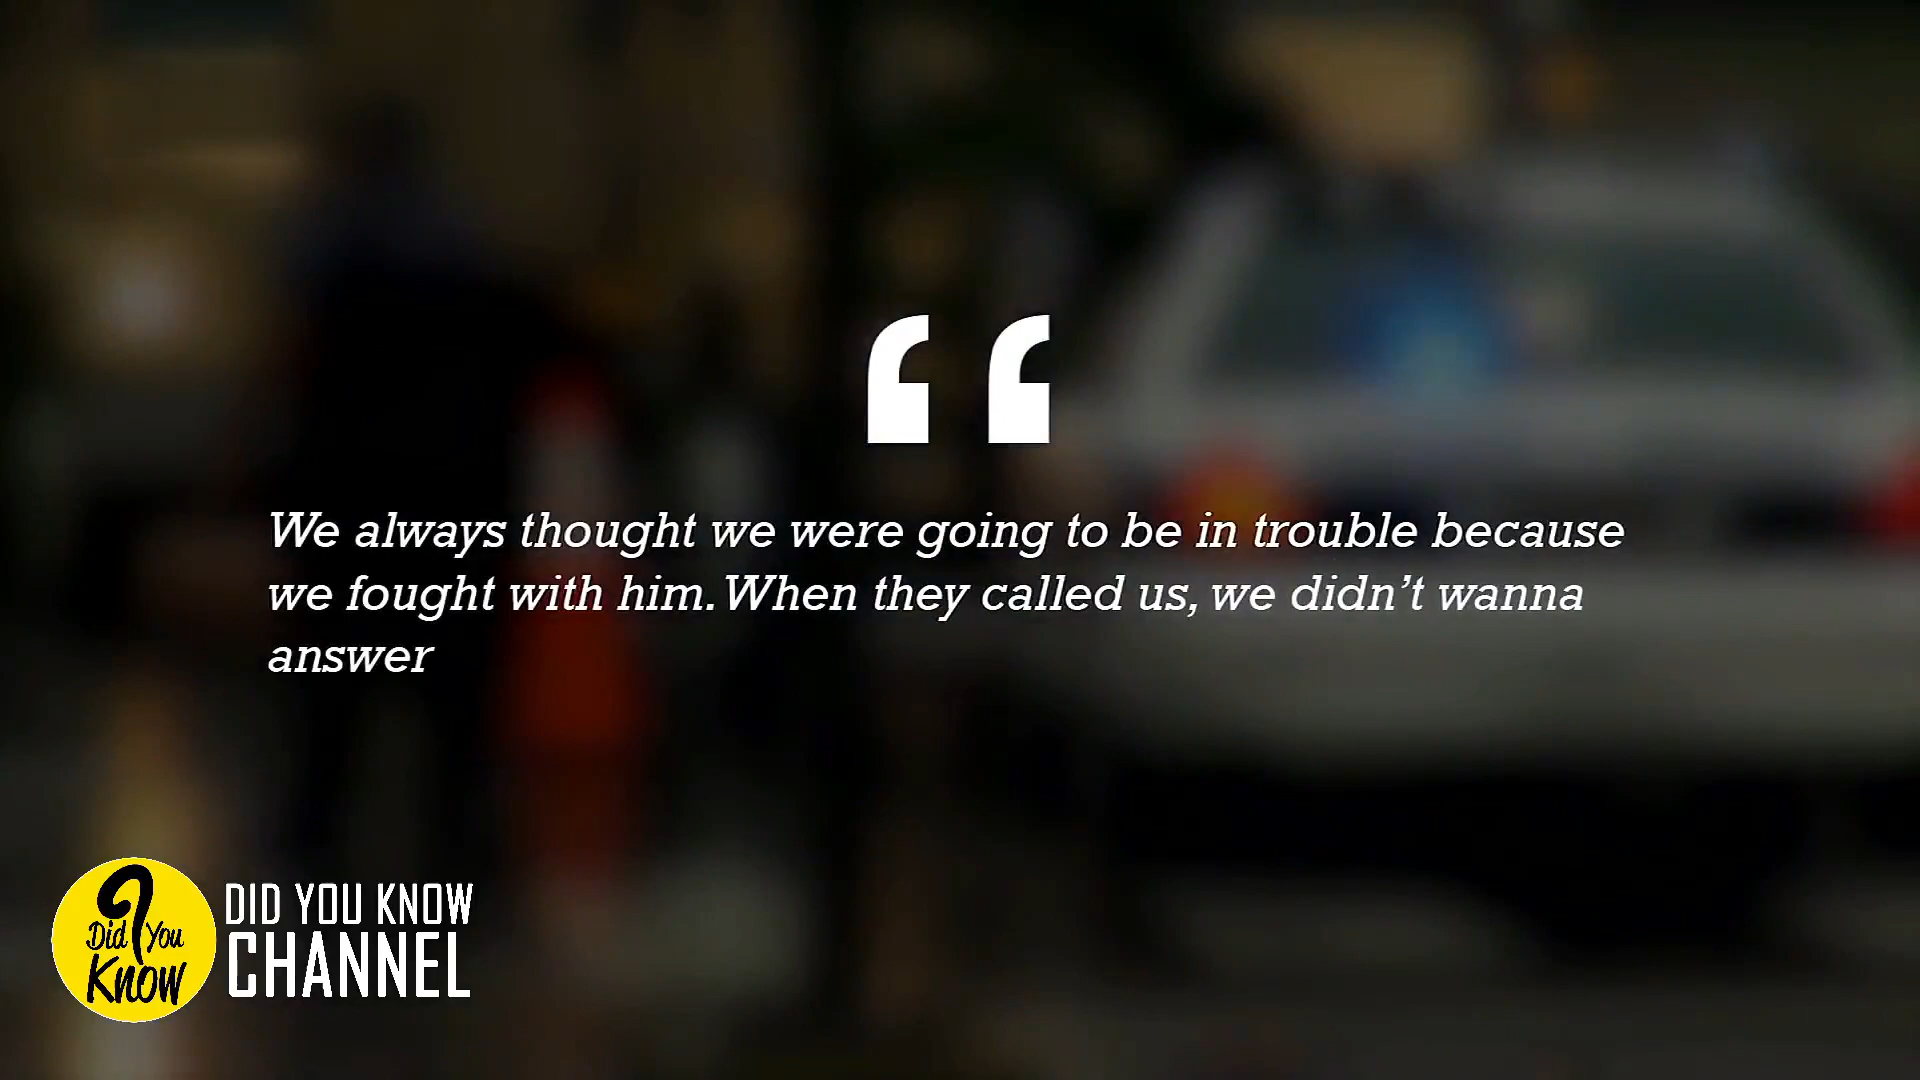 “
We always thought we were going to be in trouble because
we fought with him. When they called us, we didn’t wanna
answer
Did You
Know
DID YOU KNOW
CHANNEL